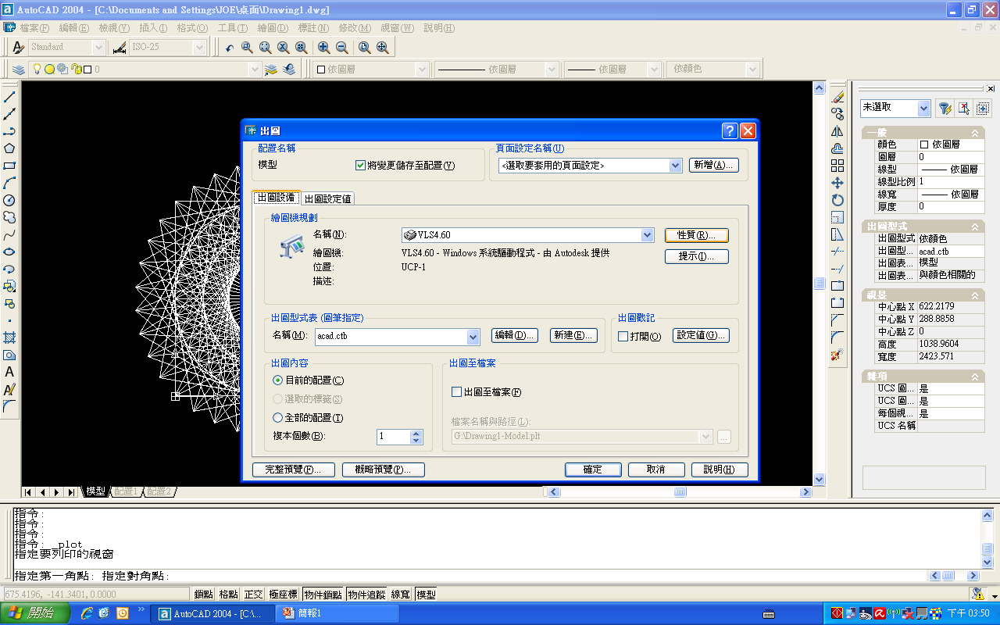 AutoCAD 2004 - [C:\Documents and Settings\JOE\桌面\Drawing1.dwg]
檔案(F) 編輯(E) 檢視(V) 插入(I) 格式(O) 工具(T) 繪圖(D) 標註(N) 修改(M) 視窗(W) 說明(H)
Standard ISO-25
0 依圖層 依圖層 依圖層 依顏色
出圖
配置名稱
模型
將變更儲存至配置(V)
頁面設定名稱(U)
<選取要套用的頁面設定>
新增(A)...
出圖設備 出圖設定值
繪圖機規劃
名稱(N): VLS4.60 性質(R)...
繪圖機: VLS4.60 - Windows 系統驅動程式 - 由 Autodesk 提供 提示(I)...
位置: UCP-1
描述:
出圖型式表 (圖筆指定)
名稱(M): acad.ctb 編輯(D)... 新建(E)...
出圖戳記
打開(O) 設定值(G)...
出圖內容
目前的配置(C)
選取的標籤(S)
全部的配置(T)
複本個數(B): 1
出圖至檔案
出圖至檔案(F)
檔案名稱與路徑(L):
G:\Drawing1-Model.plt ...
完整預覽(F)... 概略預覽(P)... 確定 取消 說明(H)
未選取
一般
顏色 依圖層
圖層 0
線型 依圖層
線型比例 1
線寬 依圖層
厚度 0
出圖型式
出圖型式 依顏色
出圖型... acad.ctb
出圖表... 模型
出圖表... 與顏色相關的
視景
中心點 X 622.2179
中心點 Y 288.8858
中心點 Z 0
高度 1038.9604
寬度 2423.571
雜項
UCS 圖... 是
UCS 圖... 是
每個視... 是
UCS 名稱
模型 配置1 配置2
指令:
指令:
指令:
指令: _plot
指定要列印的視窗
指定第一角點: 指定對角點:
675.4196, -141.3401, 0.0000 鎖點 格點 正交 極座標 物件鎖點 物件追蹤 線寬 模型
開始 AutoCAD 2004 - [C:\... 簡報1 下午 03:50